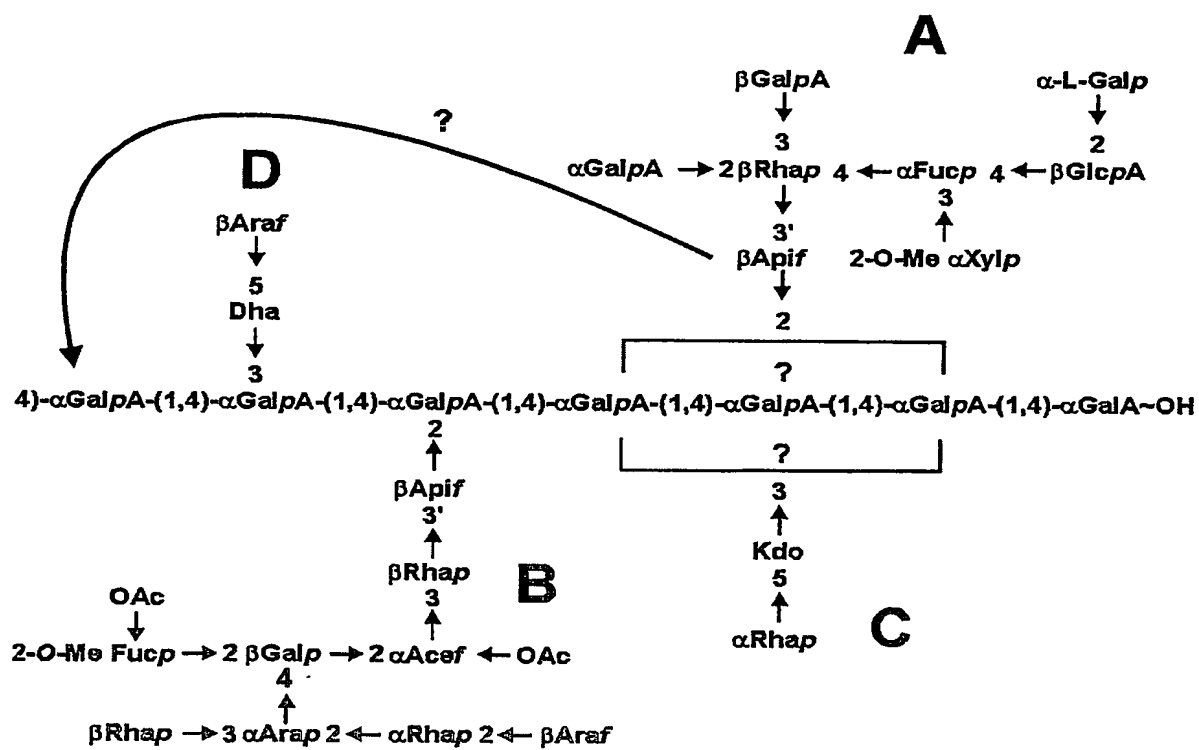 A
βGalpA α-L-Galp
?
3 2
D
αGalpA 2 βRhap 4 αFucp 4 βGlcpA
3
βAraf
3'
βApif 2-O-Me αXylp
5
Dha
2
3 ?
4)-αGalpA-(1,4)-αGalpA-(1,4)-αGalpA-(1,4)-αGalpA-(1,4)-αGalpA-(1,4)-αGalpA-(1,4)-αGalA~OH
2
?
βApif 3
3'
Kdo
βRhap B 5
3
OAc
αRhap C
2-O-Me Fucp 2 βGalp 2 αAcef OAc
4
βRhap 3 αArap 2 αRhap 2 βAraf